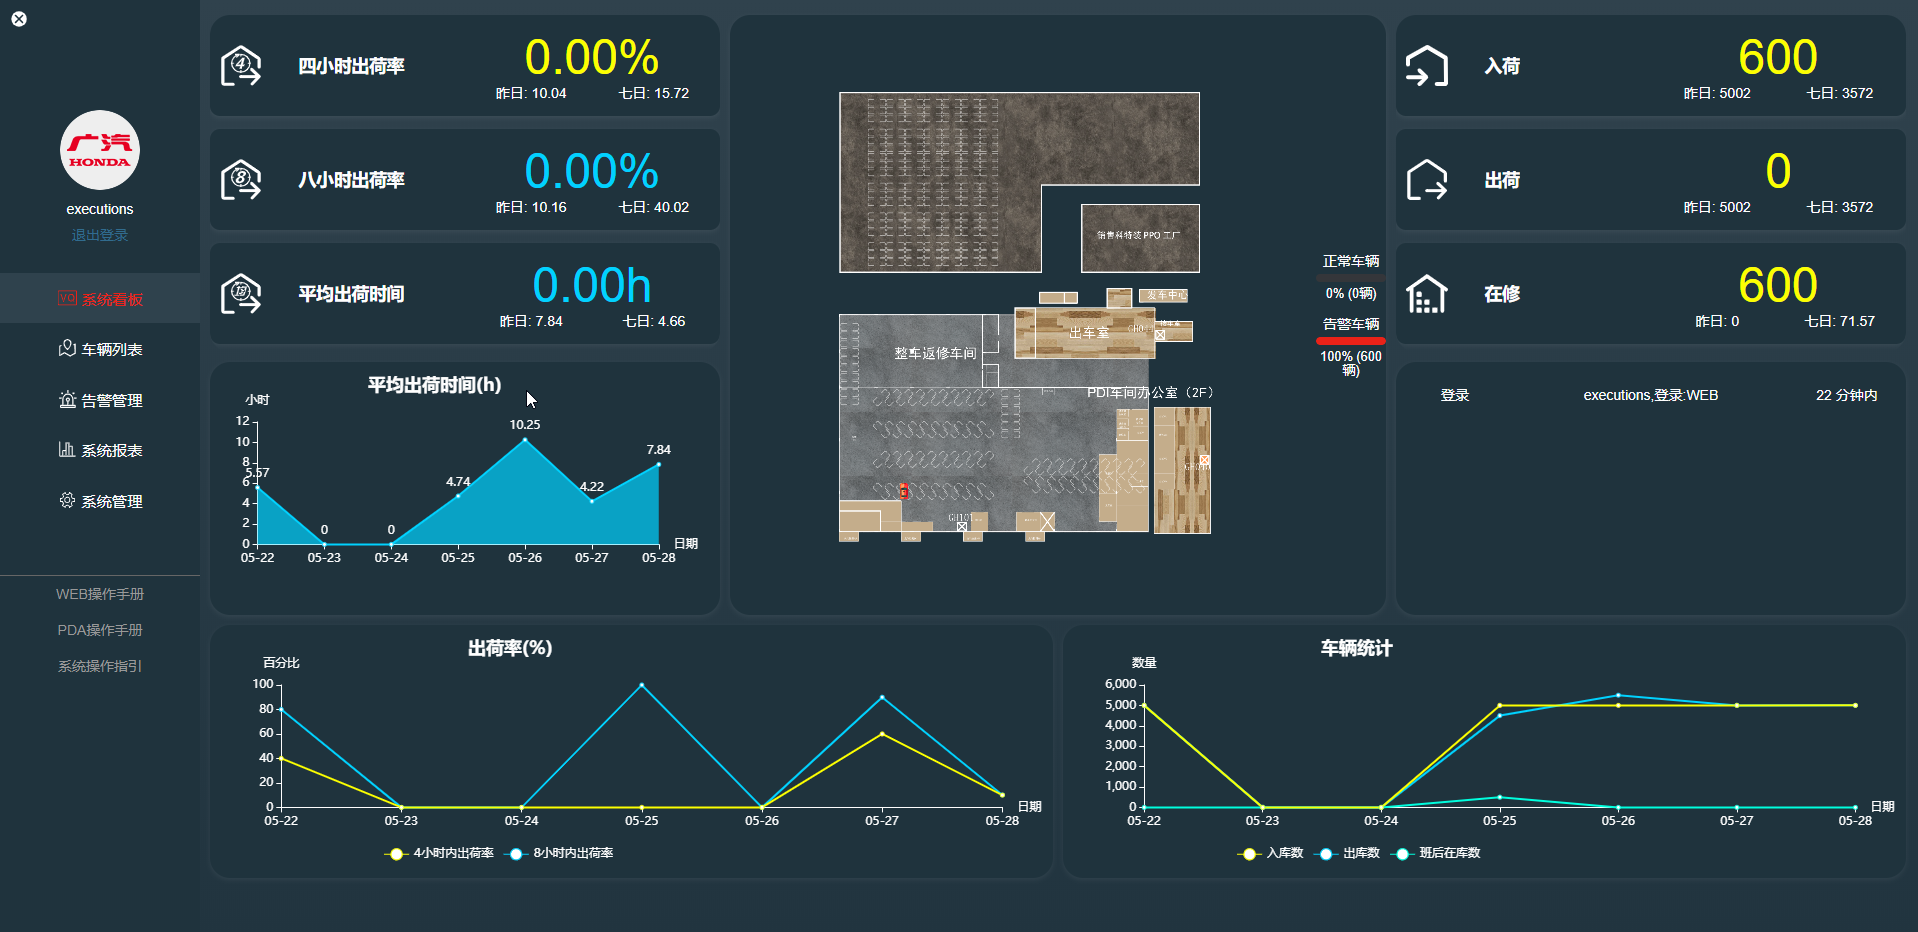 广汽
HONDA
executions
退出登录
VQ 系统看板
车辆列表
告警管理
系统报表
系统管理
WEB操作手册
PDA操作手册
系统操作指引
4
四小时出荷率
0.00%
昨日: 10.04 七日: 15.72
8
八小时出荷率
0.00%
昨日: 10.16 七日: 40.02
平均出荷时间
0.00h
昨日: 7.84 七日: 4.66
平均出荷时间(h)
小时
12
10
8
6
4
2
0
5.57
0
0
4.74
10.25
4.22
7.84
05-22 05-23 05-24 05-25 05-26 05-27 05-28
日期
销售科特装 PPO 工厂
发车中心
出车室
整车返修车间
PDI车间办公室（2F）
GH101
正常车辆
0% (0辆)
告警车辆
100% (600
辆)
入荷
600
昨日: 5002 七日: 3572
出荷
0
昨日: 5002 七日: 3572
在修
600
昨日: 0 七日: 71.57
登录 executions,登录:WEB 22 分钟内
出荷率(%)
百分比
100
80
60
40
20
0
05-22 05-23 05-24 05-25 05-26 05-27 05-28
日期
4小时内出荷率 8小时内出荷率
车辆统计
数量
6,000
5,000
4,000
3,000
2,000
1,000
0
05-22 05-23 05-24 05-25 05-26 05-27 05-28
日期
入库数 出库数 班后在库数